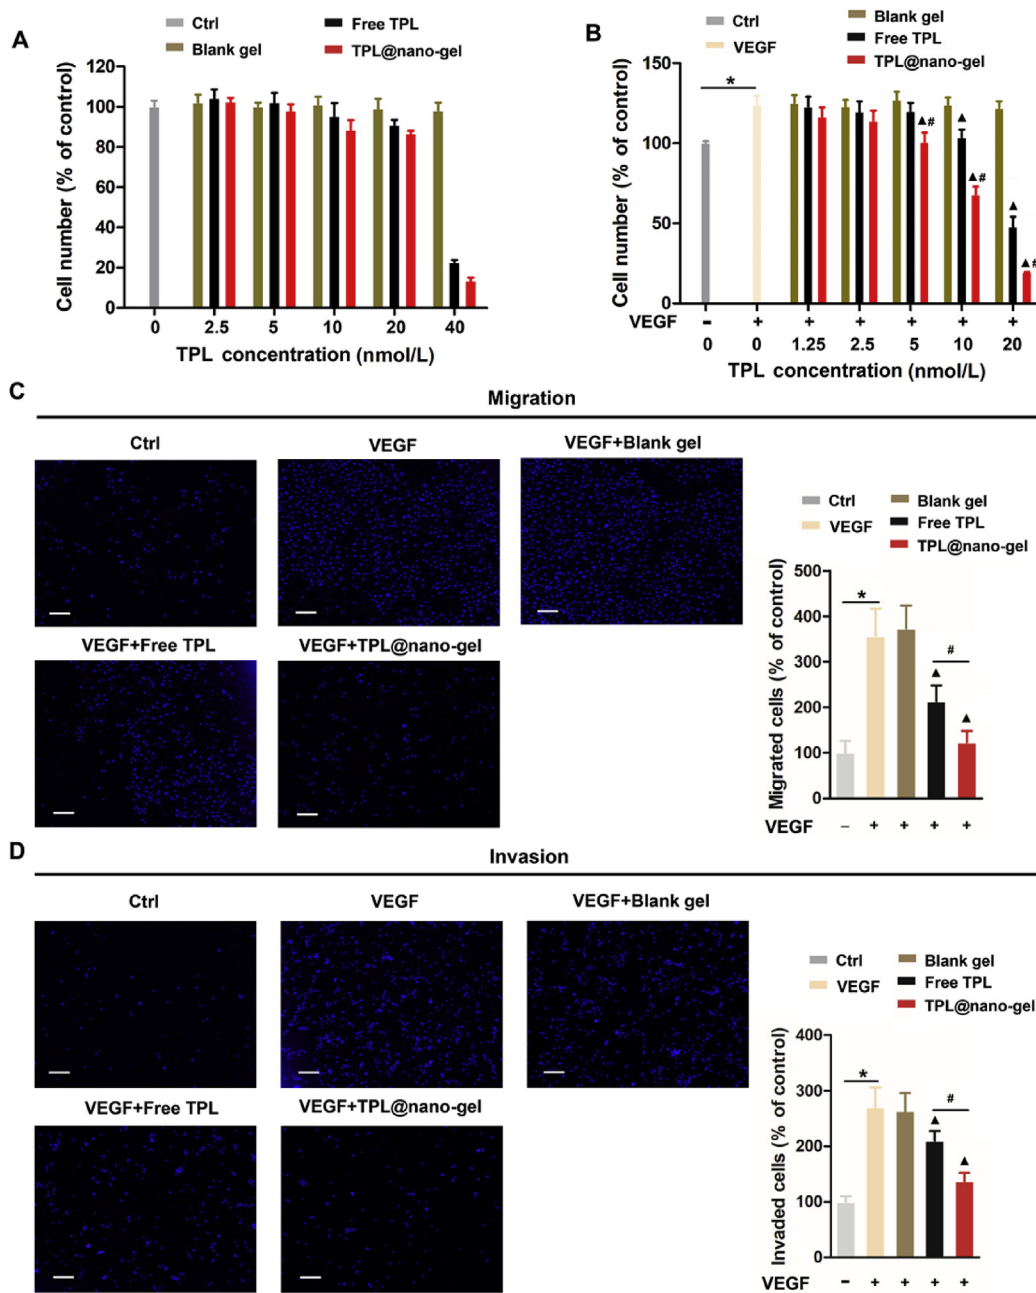 A
Ctrl
Free TPL
Blank gel
TPL@nano-gel
Cell number (% of control)
120
100
80
60
40
20
0
0 2.5 5 10 20 40
TPL concentration (nmol/L)
B
Ctrl
VEGF
Blank gel
Free TPL
TPL@nano-gel
Cell number (% of control)
150
100
50
0
*
▲#
▲
▲#
▲
▲#
VEGF - + + + + + +
0 0 1.25 2.5 5 10 20
TPL concentration (nmol/L)
C
Migration
Ctrl
VEGF
VEGF+Blank gel
VEGF+Free TPL
VEGF+TPL@nano-gel
Ctrl
Blank gel
VEGF
Free TPL
TPL@nano-gel
Migrated cells (% of control)
500
400
300
200
100
0
*
#
▲
▲
VEGF – + + + +
D
Invasion
Ctrl
VEGF
VEGF+Blank gel
VEGF+Free TPL
VEGF+TPL@nano-gel
Ctrl
Blank gel
VEGF
Free TPL
TPL@nano-gel
Invaded cells (% of control)
400
300
200
100
0
*
#
▲
▲
VEGF - + + + +